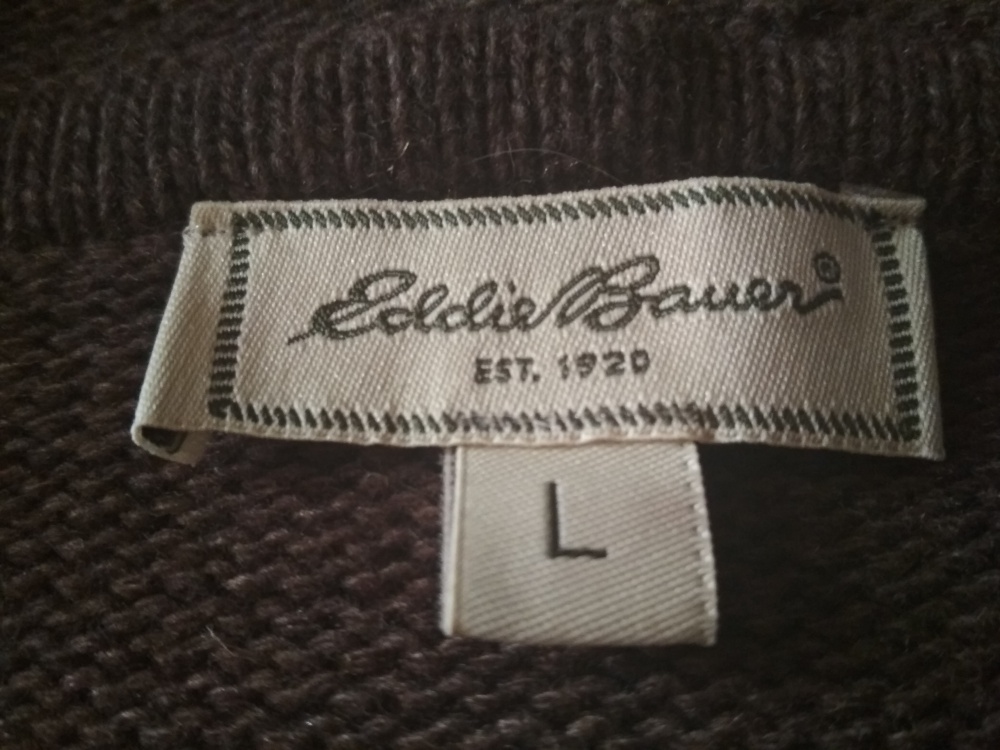 Eddie Bauer®
EST. 1920
L